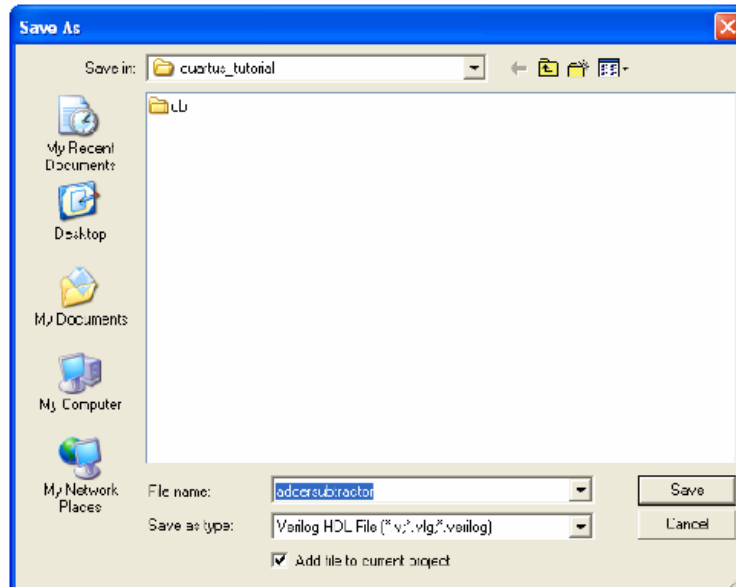 Save As
Save in:
quartus_tutorial
db
My Recent
Documents
Desktop
My Documents
My Computer
My Network
Places
File name:
addersubtractor
Save
Save as type:
Verilog HDL File (*.v;*.vlg;*.verilog)
Cancel
Add file to current project